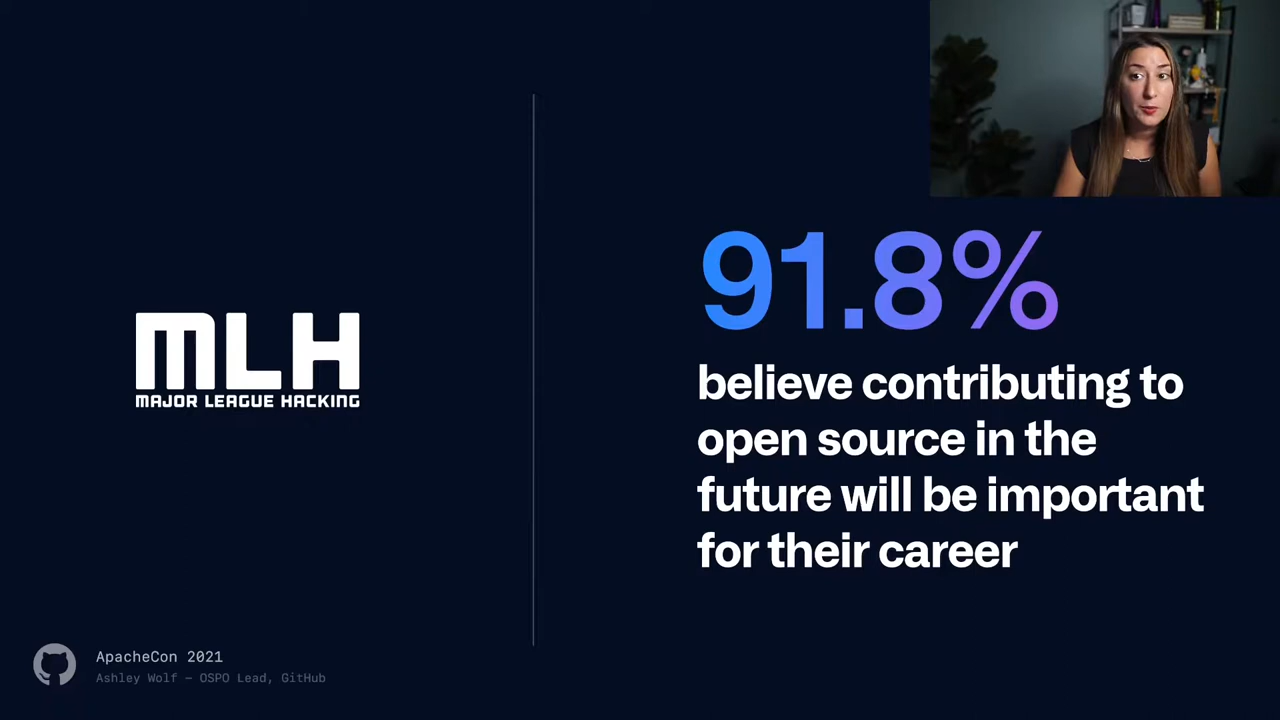 MLH
MAJOR LEAGUE HACKING
91.8%
believe contributing to
open source in the
future will be important
for their career
ApacheCon 2021
Ashley Wolf — OSPO Lead, GitHub